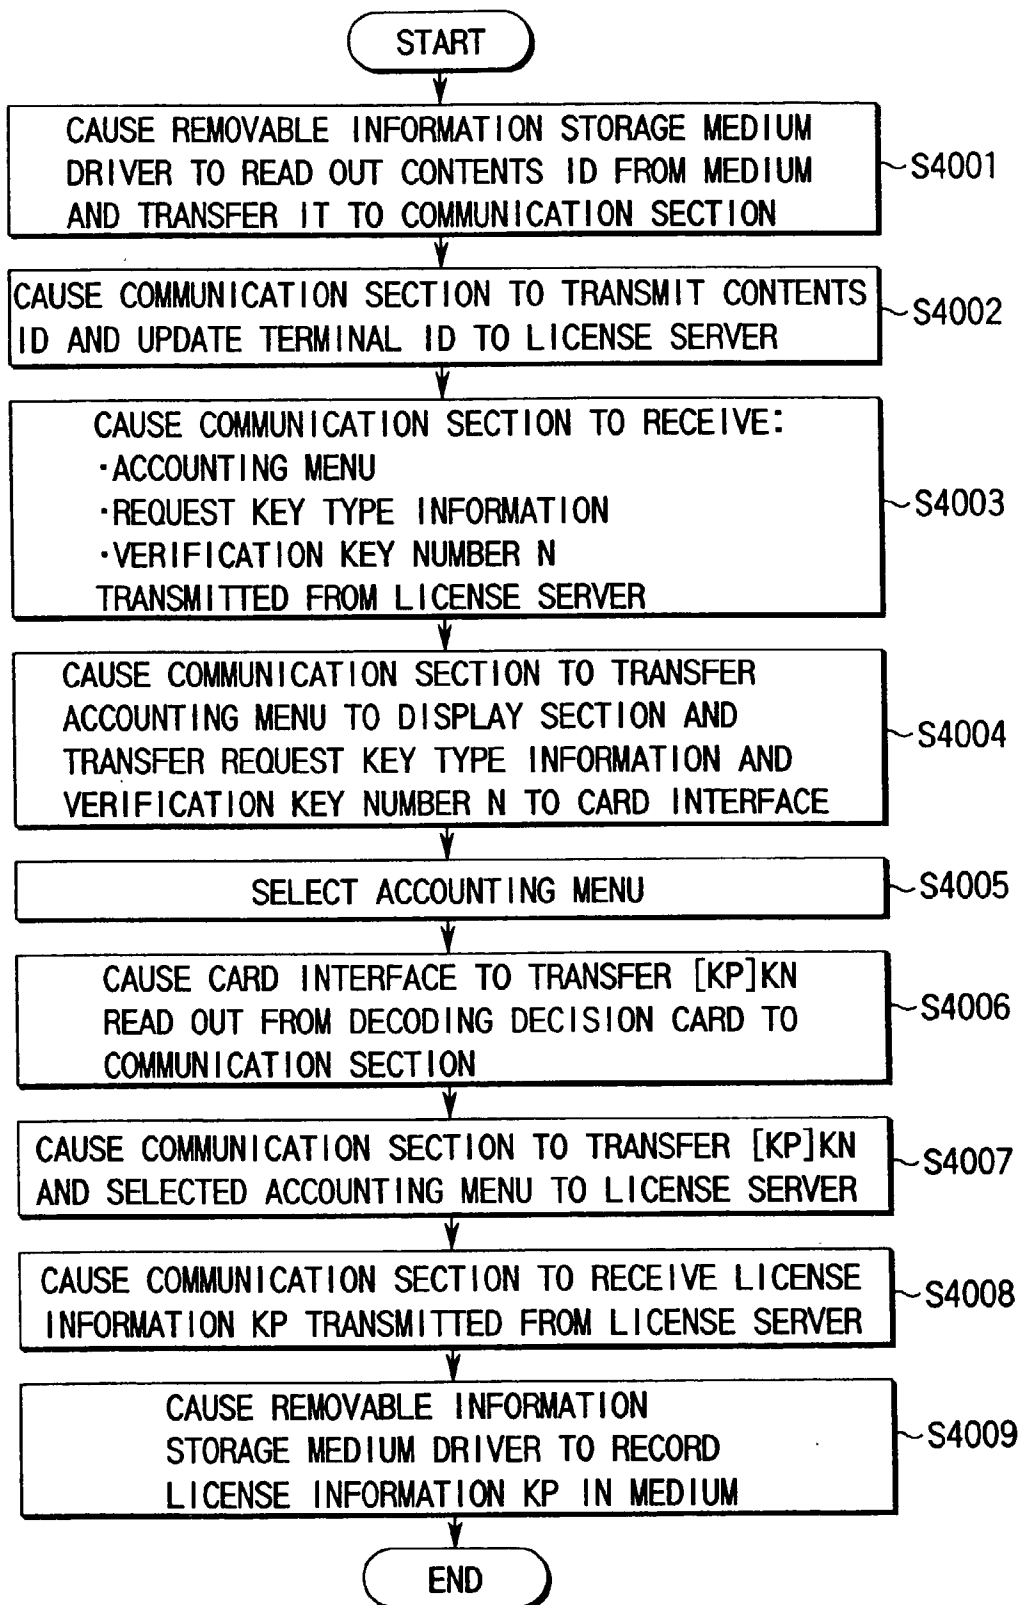 START
CAUSE REMOVABLE INFORMATION STORAGE MEDIUM
DRIVER TO READ OUT CONTENTS ID FROM MEDIUM
AND TRANSFER IT TO COMMUNICATION SECTION
S4001
CAUSE COMMUNICATION SECTION TO TRANSMIT CONTENTS
ID AND UPDATE TERMINAL ID TO LICENSE SERVER
S4002
CAUSE COMMUNICATION SECTION TO RECEIVE:
·ACCOUNTING MENU
·REQUEST KEY TYPE INFORMATION
·VERIFICATION KEY NUMBER N
TRANSMITTED FROM LICENSE SERVER
S4003
CAUSE COMMUNICATION SECTION TO TRANSFER
ACCOUNTING MENU TO DISPLAY SECTION AND
TRANSFER REQUEST KEY TYPE INFORMATION AND
VERIFICATION KEY NUMBER N TO CARD INTERFACE
S4004
SELECT ACCOUNTING MENU
S4005
CAUSE CARD INTERFACE TO TRANSFER [KP]KN
READ OUT FROM DECODING DECISION CARD TO
COMMUNICATION SECTION
S4006
CAUSE COMMUNICATION SECTION TO TRANSFER [KP]KN
AND SELECTED ACCOUNTING MENU TO LICENSE SERVER
S4007
CAUSE COMMUNICATION SECTION TO RECEIVE LICENSE
INFORMATION KP TRANSMITTED FROM LICENSE SERVER
S4008
CAUSE REMOVABLE INFORMATION
STORAGE MEDIUM DRIVER TO RECORD
LICENSE INFORMATION KP IN MEDIUM
S4009
END